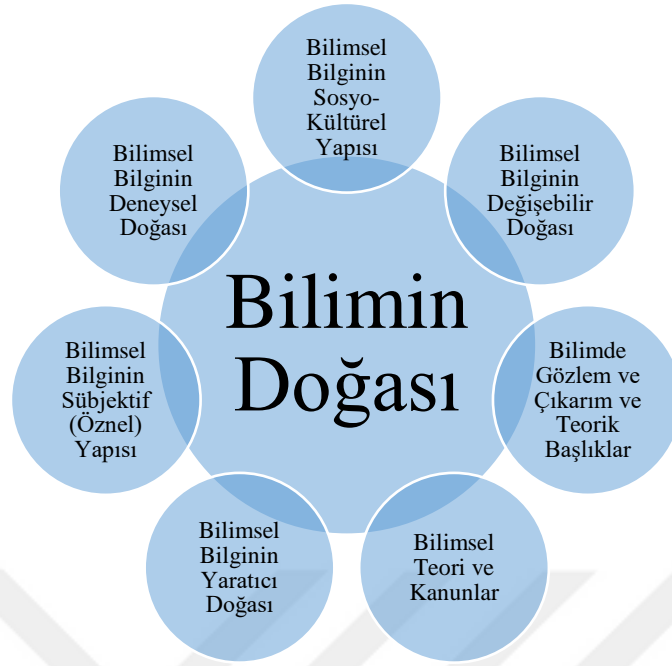 Bilimsel
Bilginin
Sosyo-
Kültürel
Yapısı
Bilimsel
Bilginin
Değişebilir
Doğası
Bilimde
Gözlem ve
Çıkarım ve
Teorik
Başlıklar
Bilimsel
Teori ve
Kanunlar
Bilimsel
Bilginin
Yaratıcı
Doğası
Bilimsel
Bilginin
Sübjektif
(Öznel)
Yapısı
Bilimsel
Bilginin
Deneysel
Doğası
Bilimin
Doğası